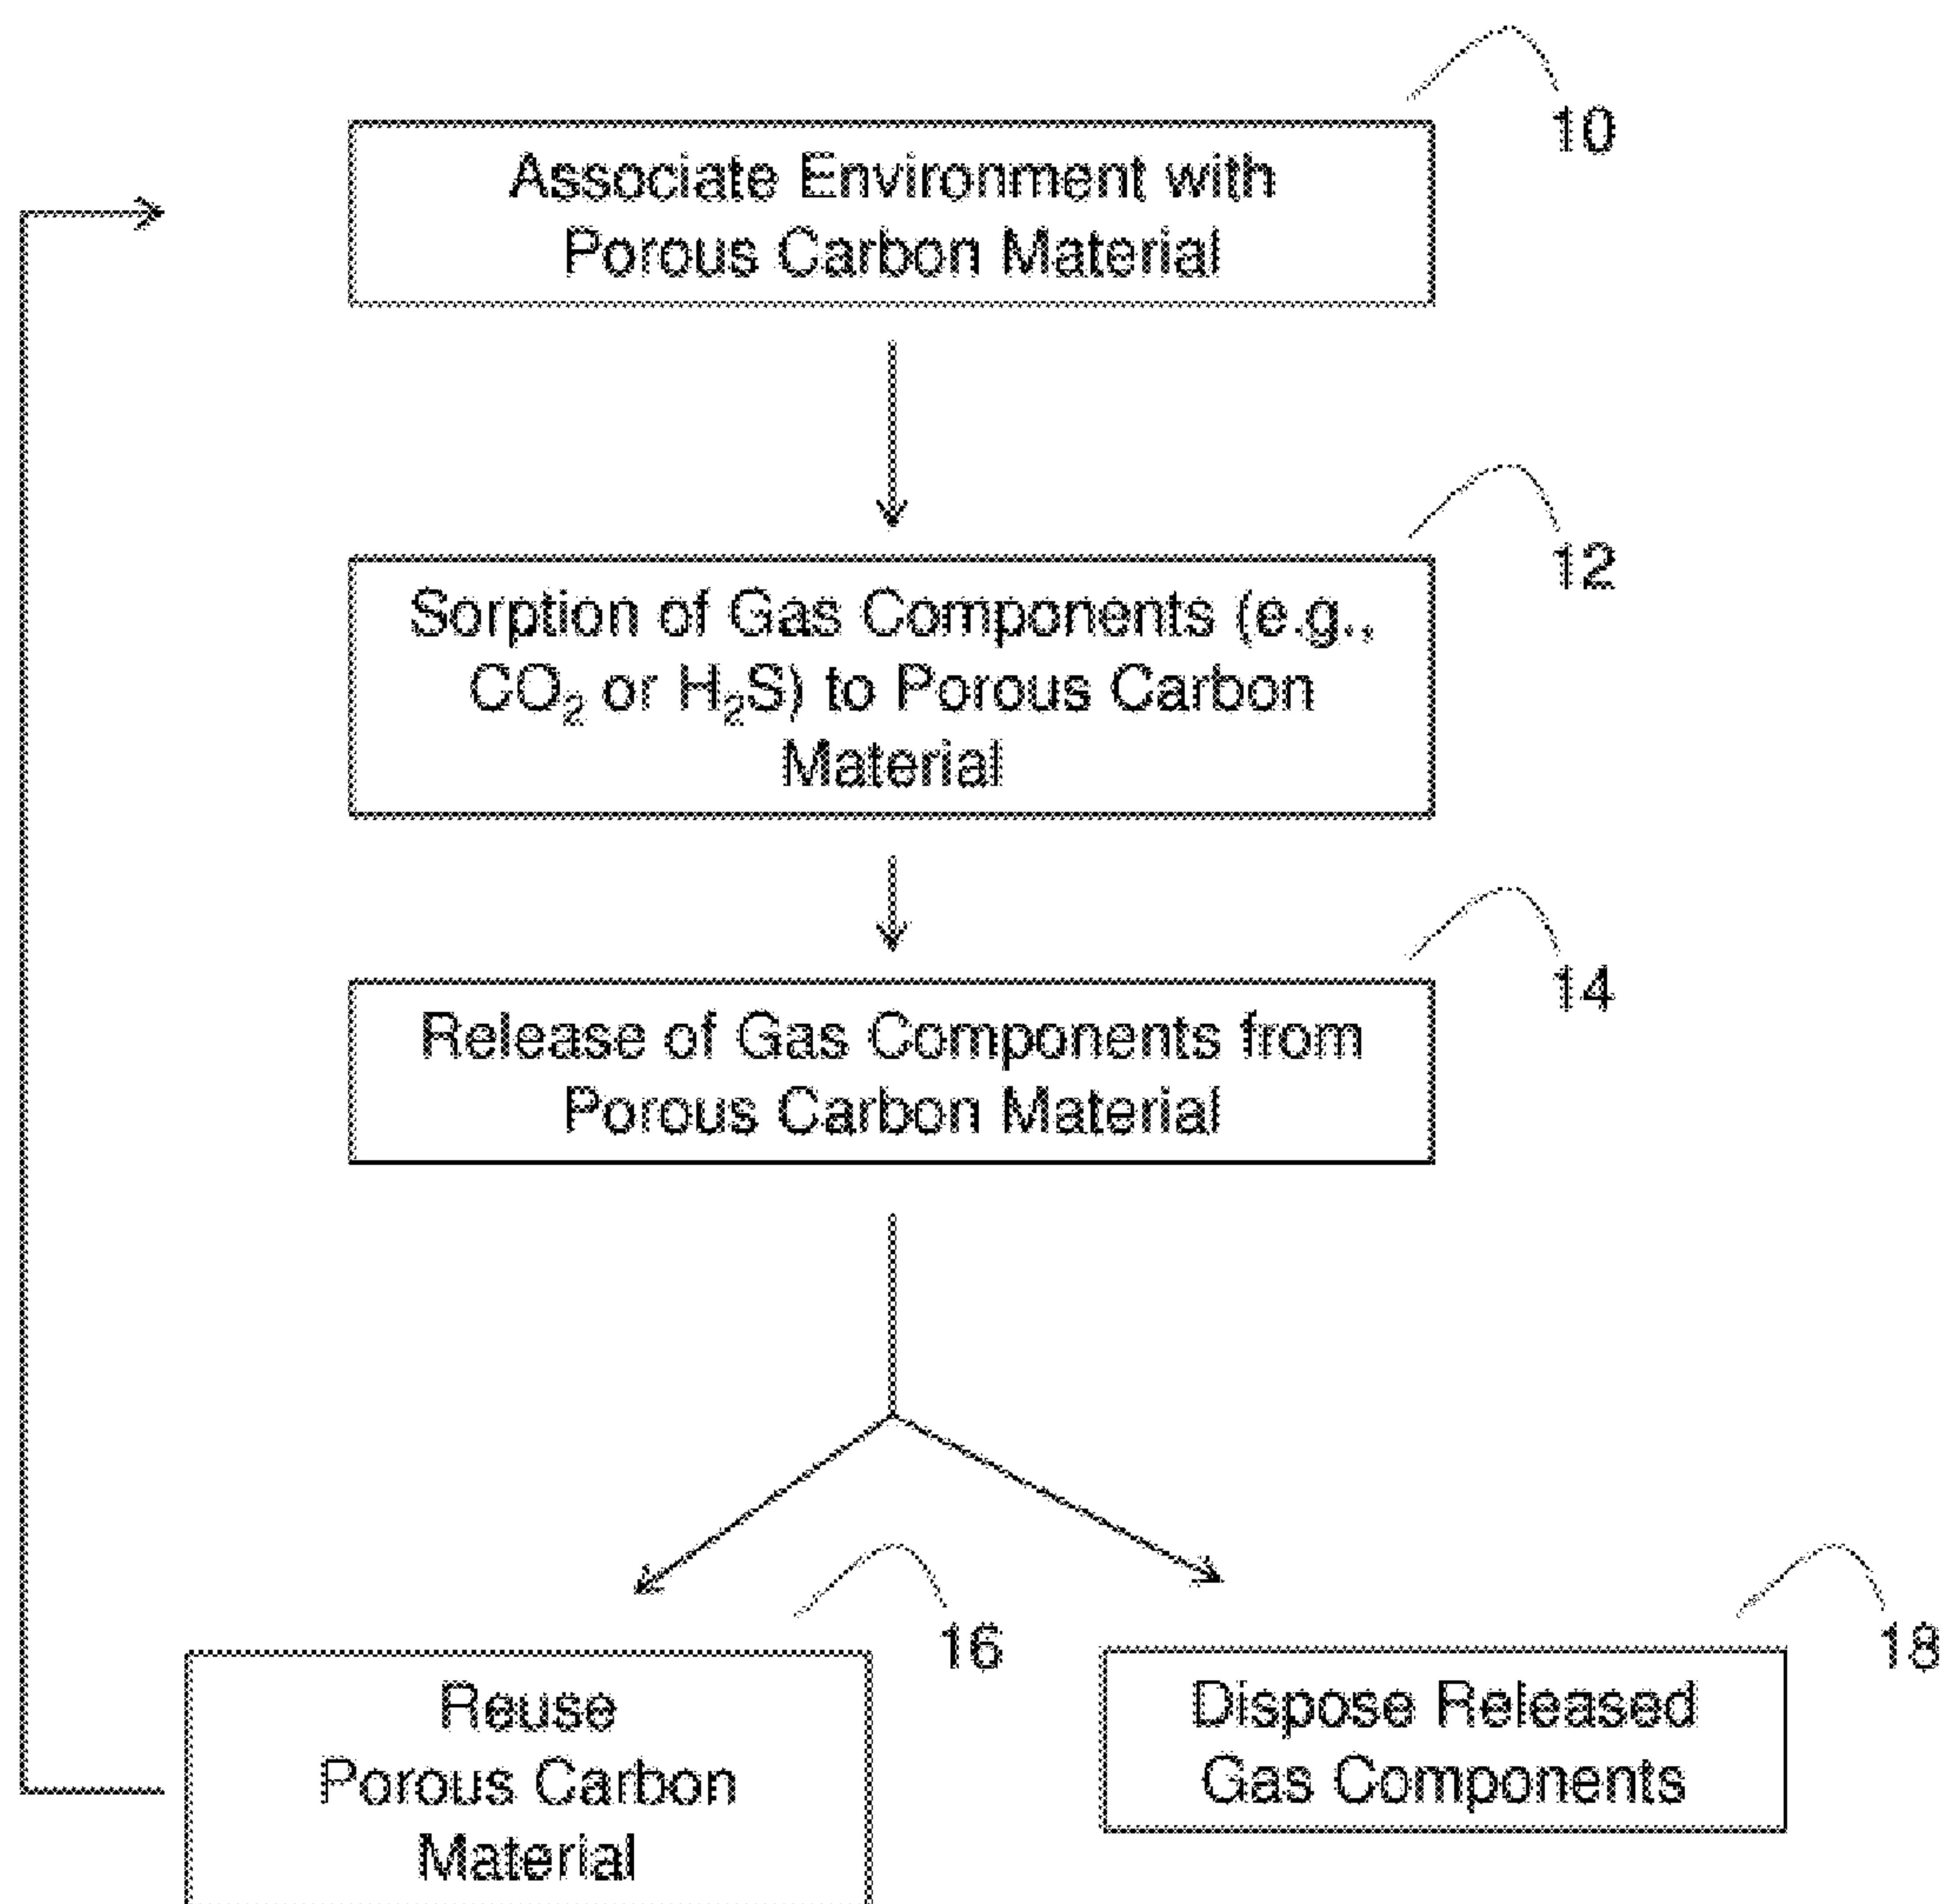 10
Associate Environment with
Porous Carbon Material
12
Sorption of Gas Components (e.g.,
CO₂ or H₂S) to Porous Carbon
Material
14
Release of Gas Components from
Porous Carbon Material
16
Reuse
Porous Carbon
Material
18
Dispose Released
Gas Components